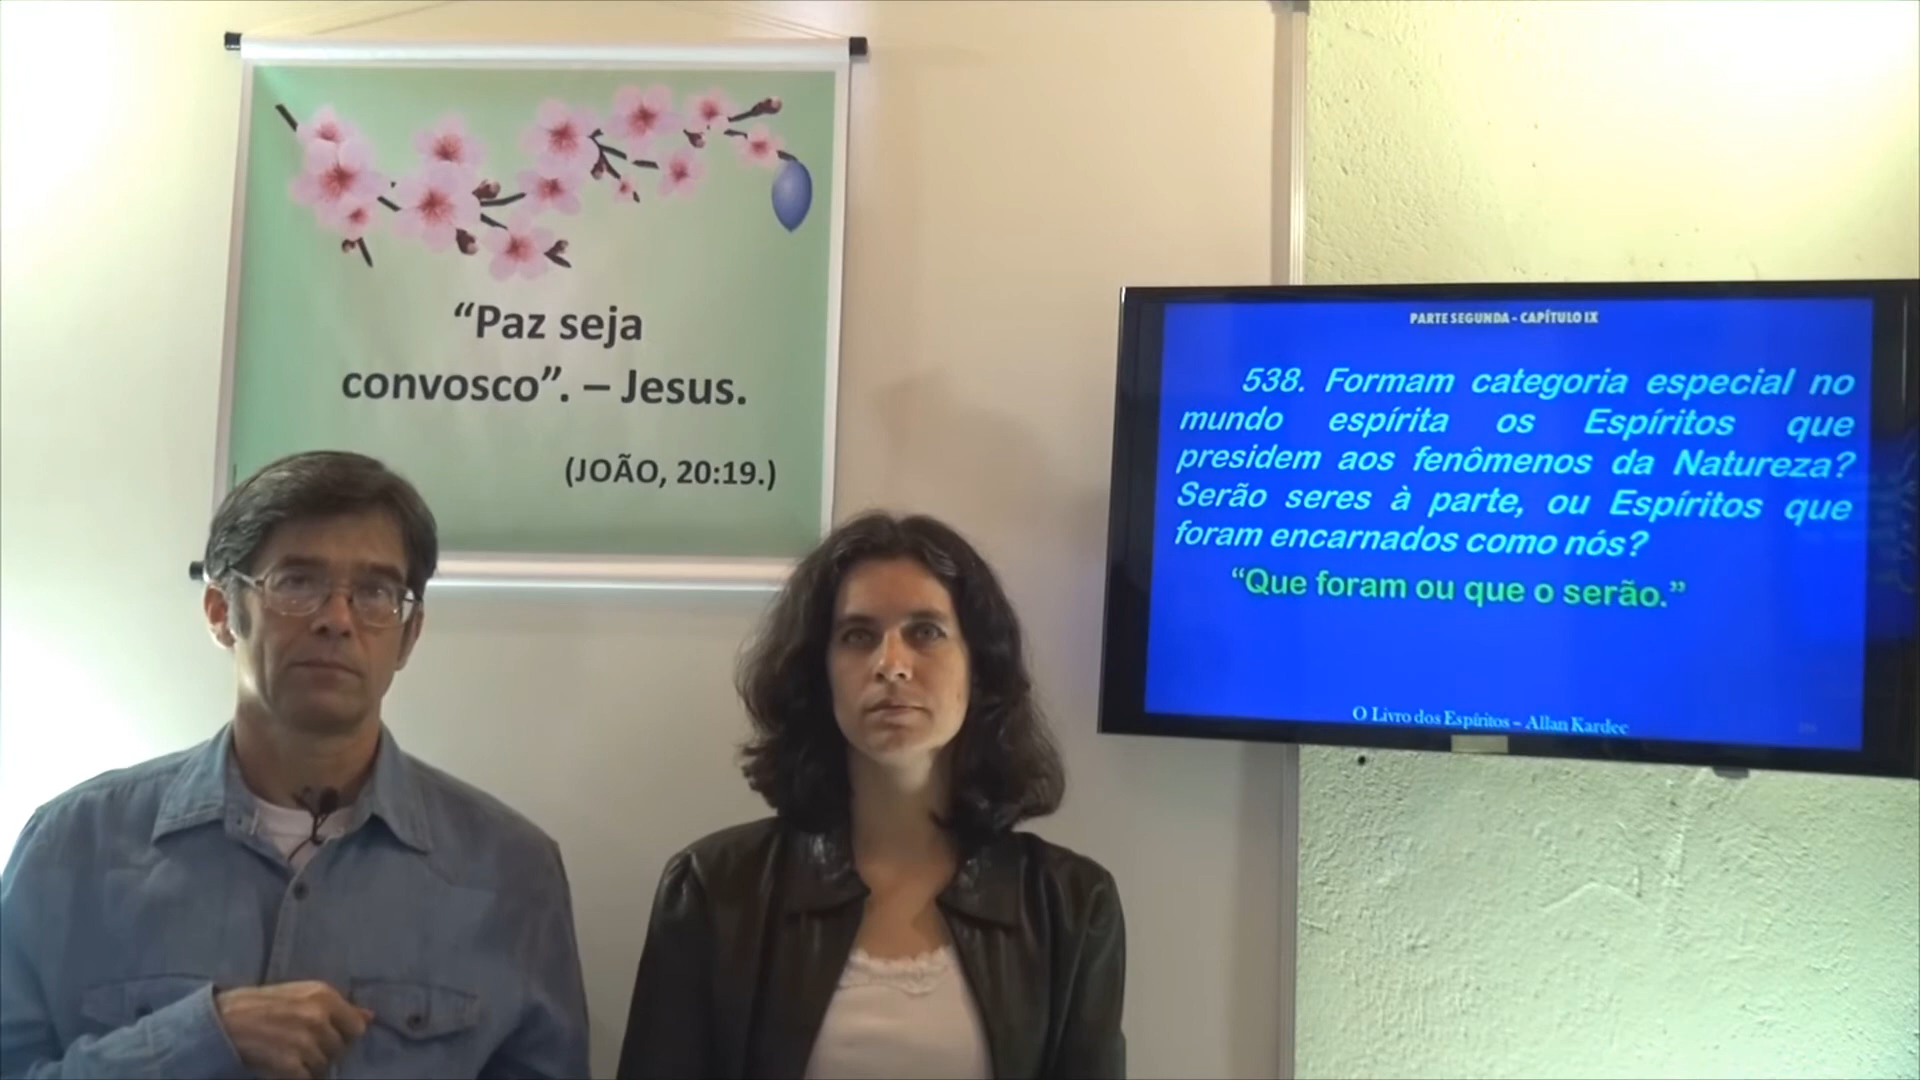 “Paz seja
convosco”. – Jesus.
(JOÃO, 20:19.)
PARTE SEGUNDA - CAPÍTULO IX
538. Formam categoria especial no
mundo espírita os Espíritos que
presidem aos fenômenos da Natureza?
Serão seres à parte, ou Espíritos que
foram encarnados como nós?
“Que foram ou que o serão.”
O Livro dos Espíritos – Allan Kardec